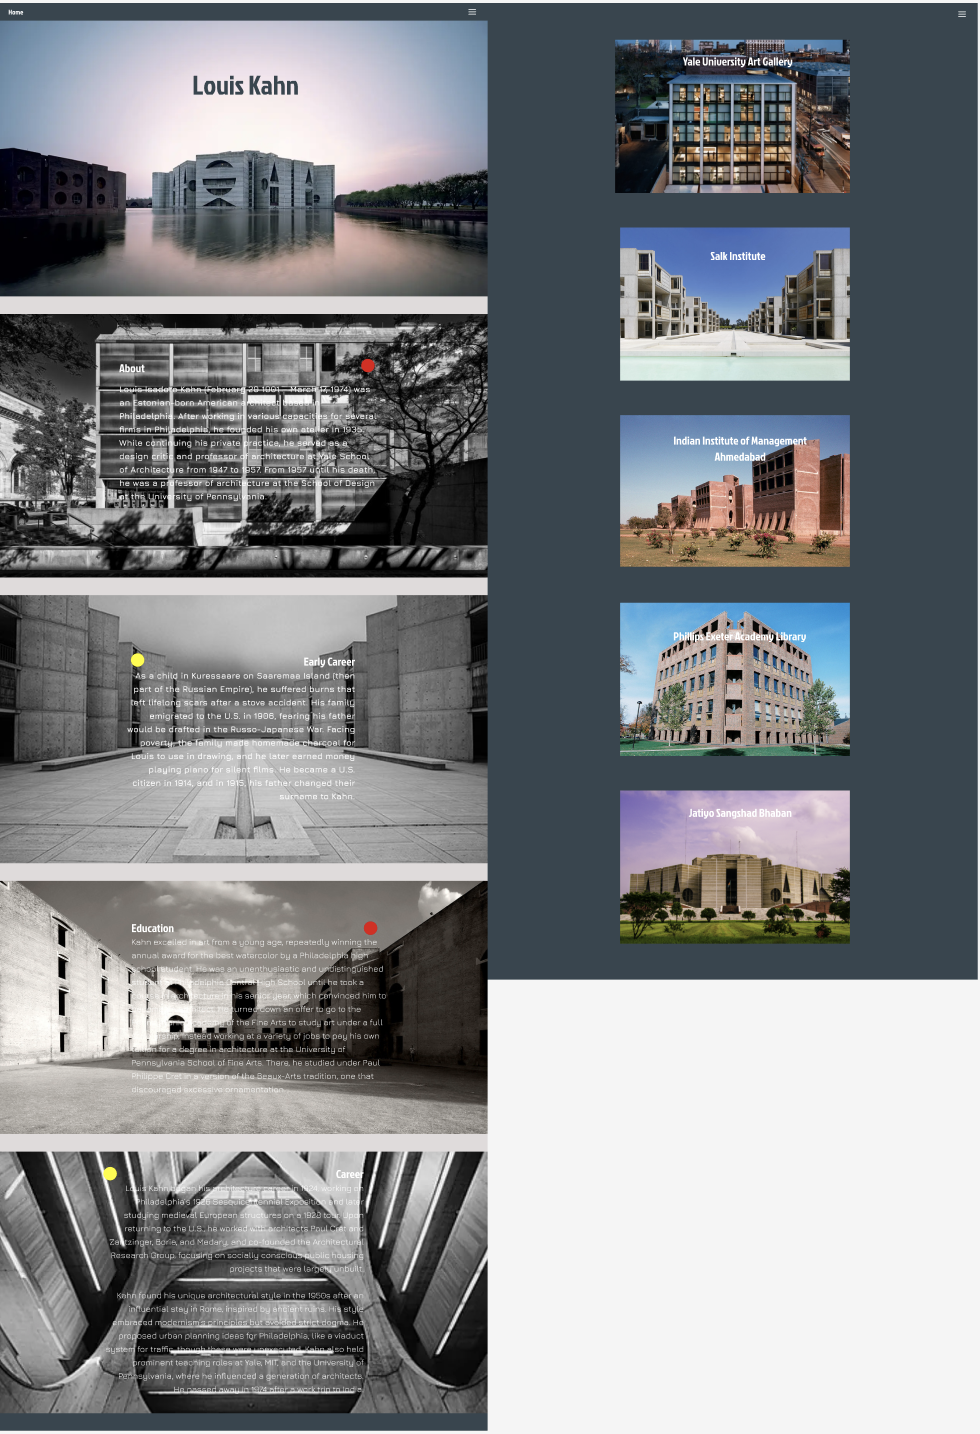 Home
Louis Kahn
About
Louis Isadore Kahn (February 20 1901 – March 17, 1974) was
an Estonian-born American architect based in
Philadelphia. After working in various capacities for several
firms in Philadelphia, he founded his own atelier in 1935.
While continuing his private practice, he served as a
design critic and professor of architecture at Yale School
of Architecture from 1947 to 1957. From 1957 until his death,
he was a professor of architecture at the School of Design
at the University of Pennsylvania.
Early Career
As a child in Kuressaare on Saaremaa Island (then
part of the Russian Empire), he suffered burns that
left lifelong scars after a stove accident. His family
emigrated to the U.S. in 1906, fearing his father
would be drafted in the Russo-Japanese War. Facing
poverty, the family made homemade charcoal for
Louis to use in drawing, and he later earned money
playing piano for silent films. He became a U.S.
citizen in 1914, and in 1915, his father changed their
surname to Kahn.
Education
Kahn excelled in art from a young age, repeatedly winning the
annual award for the best watercolor by a Philadelphia high
school student. He was an unenthusiastic and undistinguished
student at Philadelphia Central High School until he took a
in architecture in his senior year, which convinced him to
He turned down an offer to go to the
of the Fine Arts to study art under a full
instead working at a variety of jobs to pay his own
tuition for a degree in architecture at the University of
Pennsylvania School of Fine Arts. There, he studied under Paul
Philippe Cret in a version of the Beaux-Arts tradition, one that
discouraged excessive ornamentation.
Career
Louis Kahn began his architecture career in 1924, working on
Philadelphia's 1926 Sesquicentennial Exposition and later
studying medieval European structures on a 1928 tour. Upon
returning to the U.S., he worked with architects Paul Cret and
Zantzinger, Borie, and Medary, and co-founded the Architectural
Research Group, focusing on socially conscious public housing
projects that were largely unbuilt.
Kahn found his unique architectural style in the 1950s after an
influential stay in Rome, inspired by ancient ruins. His style
embraced modernism's principles but avoided strict dogma. He
proposed urban planning ideas for Philadelphia, like a viaduct
system for traffic, though these were unexecuted. Kahn also held
prominent teaching roles at Yale, MIT, and the University of
Pennsylvania, where he influenced a generation of architects.
He passed away in 1974 after a work trip to India.
Yale University Art Gallery
Salk Institute
Indian Institute of Management
Ahmedabad
Phillips Exeter Academy Library
Jatiyo Sangshad Bhaban